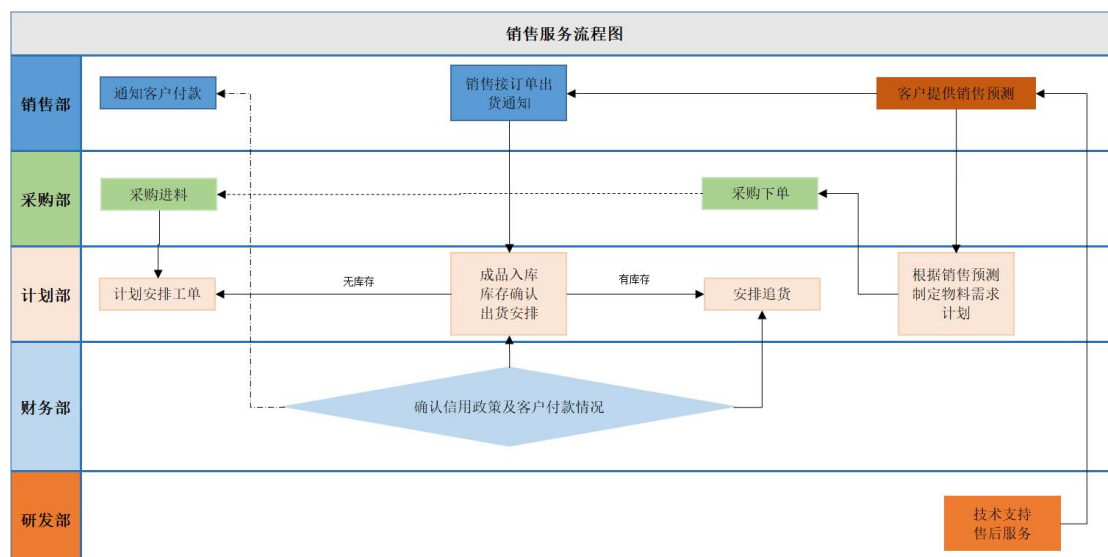 销售服务流程图
销售部
通知客户付款
销售接订单出
货通知
客户提供销售预测
采购部
采购进料
采购下单
计划部
计划安排工单
无库存
成品入库
库存确认
出货安排
有库存
安排追货
根据销售预测
制定物料需求
计划
财务部
确认信用政策及客户付款情况
研发部
技术支持
售后服务